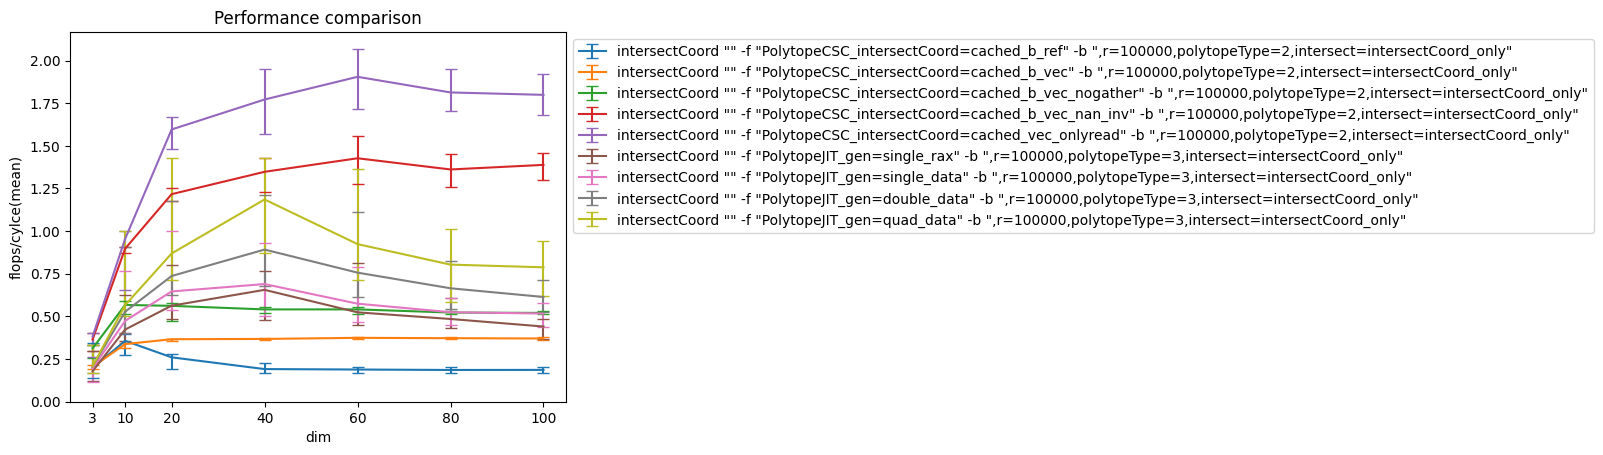 Performance comparison
flops/cylce(mean)
2.00
1.75
1.50
1.25
1.00
0.75
0.50
0.25
0.00
3 10 20 40 60 80 100
dim
intersectCoord "" -f "PolytopeCSC_intersectCoord=cached_b_ref" -b ",r=100000,polytopeType=2,intersect=intersectCoord_only"
intersectCoord "" -f "PolytopeCSC_intersectCoord=cached_b_vec" -b ",r=100000,polytopeType=2,intersect=intersectCoord_only"
intersectCoord "" -f "PolytopeCSC_intersectCoord=cached_b_vec_nogather" -b ",r=100000,polytopeType=2,intersect=intersectCoord_only"
intersectCoord "" -f "PolytopeCSC_intersectCoord=cached_b_vec_nan_inv" -b ",r=100000,polytopeType=2,intersect=intersectCoord_only"
intersectCoord "" -f "PolytopeCSC_intersectCoord=cached_vec_onlyread" -b ",r=100000,polytopeType=2,intersect=intersectCoord_only"
intersectCoord "" -f "PolytopeJIT_gen=single_rax" -b ",r=100000,polytopeType=3,intersect=intersectCoord_only"
intersectCoord "" -f "PolytopeJIT_gen=single_data" -b ",r=100000,polytopeType=3,intersect=intersectCoord_only"
intersectCoord "" -f "PolytopeJIT_gen=double_data" -b ",r=100000,polytopeType=3,intersect=intersectCoord_only"
intersectCoord "" -f "PolytopeJIT_gen=quad_data" -b ",r=100000,polytopeType=3,intersect=intersectCoord_only"